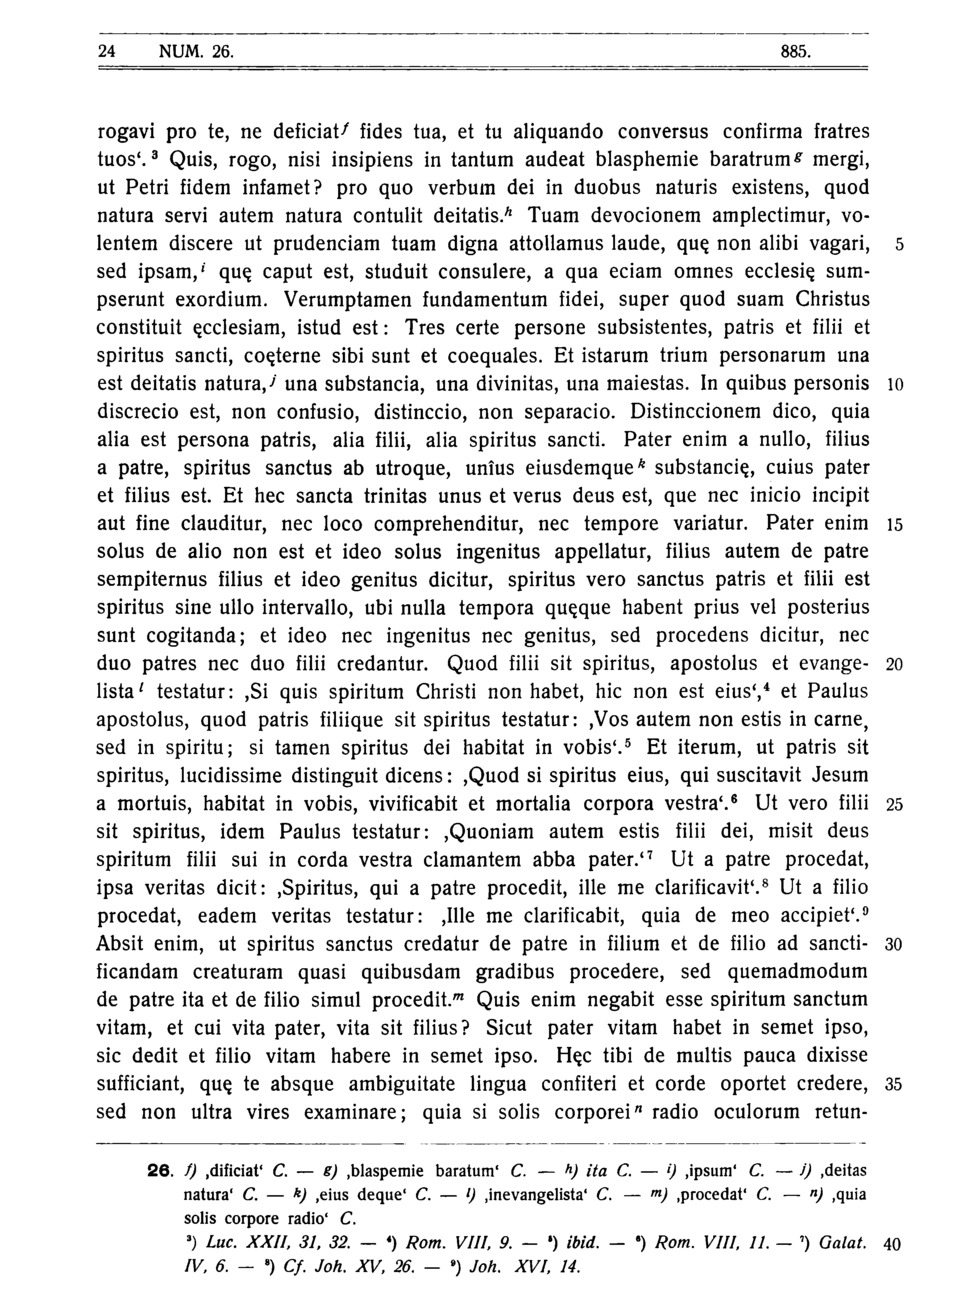 24 NUM. 26. 885.
rogavi pro te, ne deficiatᶠ fides tua, et tu aliquando conversus confirma fratres
tuos‘.³ Quis, rogo, nisi insipiens in tantum audeat blasphemie baratrumᵍ mergi,
ut Petri fidem infamet? pro quo verbum dei in duobus naturis existens, quod
natura servi autem natura contulit deitatis.ʰ Tuam devocionem amplectimur, vo-
lentem discere ut prudenciam tuam digna attollamus laude, quę non alibi vagari, 5
sed ipsam,ⁱ quę caput est, studuit consulere, a qua eciam omnes ecclesię sum-
pserunt exordium. Verumptamen fundamentum fidei, super quod suam Christus
constituit ęcclesiam, istud est: Tres certe persone subsistentes, patris et filii et
spiritus sancti, coęterne sibi sunt et coequales. Et istarum trium personarum una
est deitatis natura,ʲ una substancia, una divinitas, una maiestas. In quibus personis 10
discrecio est, non confusio, distinccio, non separacio. Distinccionem dico, quia
alia est persona patris, alia filii, alia spiritus sancti. Pater enim a nullo, filius
a patre, spiritus sanctus ab utroque, unîus eiusdemqueᵏ substancię, cuius pater
et filius est. Et hec sancta trinitas unus et verus deus est, que nec inicio incipit
aut fine clauditur, nec loco comprehenditur, nec tempore variatur. Pater enim 15
solus de alio non est et ideo solus ingenitus appellatur, filius autem de patre
sempiternus filius et ideo genitus dicitur, spiritus vero sanctus patris et filii est
spiritus sine ullo intervallo, ubi nulla tempora quęque habent prius vel posterius
sunt cogitanda; et ideo nec ingenitus nec genitus, sed procedens dicitur, nec
duo patres nec duo filii credantur. Quod filii sit spiritus, apostolus et evange- 20
listaˡ testatur: ‚Si quis spiritum Christi non habet, hic non est eius‘,⁴ et Paulus
apostolus, quod patris filiique sit spiritus testatur: ‚Vos autem non estis in carne,
sed in spiritu; si tamen spiritus dei habitat in vobis‘.⁵ Et iterum, ut patris sit
spiritus, lucidissime distinguit dicens: ‚Quod si spiritus eius, qui suscitavit Jesum
a mortuis, habitat in vobis, vivificabit et mortalia corpora vestra‘.⁶ Ut vero filii 25
sit spiritus, idem Paulus testatur: ‚Quoniam autem estis filii dei, misit deus
spiritum filii sui in corda vestra clamantem abba pater.‘⁷ Ut a patre procedat,
ipsa veritas dicit: ‚Spiritus, qui a patre procedit, ille me clarificavit‘.⁸ Ut a filio
procedat, eadem veritas testatur: ‚Ille me clarificabit, quia de meo accipiet‘.⁹
Absit enim, ut spiritus sanctus credatur de patre in filium et de filio ad sancti- 30
ficandam creaturam quasi quibusdam gradibus procedere, sed quemadmodum
de patre ita et de filio simul procedit.ᵐ Quis enim negabit esse spiritum sanctum
vitam, et cui vita pater, vita sit filius? Sicut pater vitam habet in semet ipso,
sic dedit et filio vitam habere in semet ipso. Hęc tibi de multis pauca dixisse
sufficiant, quę te absque ambiguitate lingua confiteri et corde oportet credere, 35
sed non ultra vires examinare; quia si solis corporeiⁿ radio oculorum retun-
26. f) ‚dificiat‘ C. — g) ‚blaspemie baratum‘ C. — h) ita C. — i) ‚ipsum‘ C. — j) ‚deitas
natura‘ C. — k) ‚eius deque‘ C. — l) ‚inevangelista‘ C. — m) ‚procedat‘ C. — n) ‚quia
solis corpore radio‘ C.
³) Luc. XXII, 31, 32. — ⁴) Rom. VIII, 9. — ⁵) ibid. — ⁶) Rom. VIII, 11. — ⁷) Galat. 40
IV, 6. — ⁸) Cf. Joh. XV, 26. — ⁹) Joh. XVI, 14.